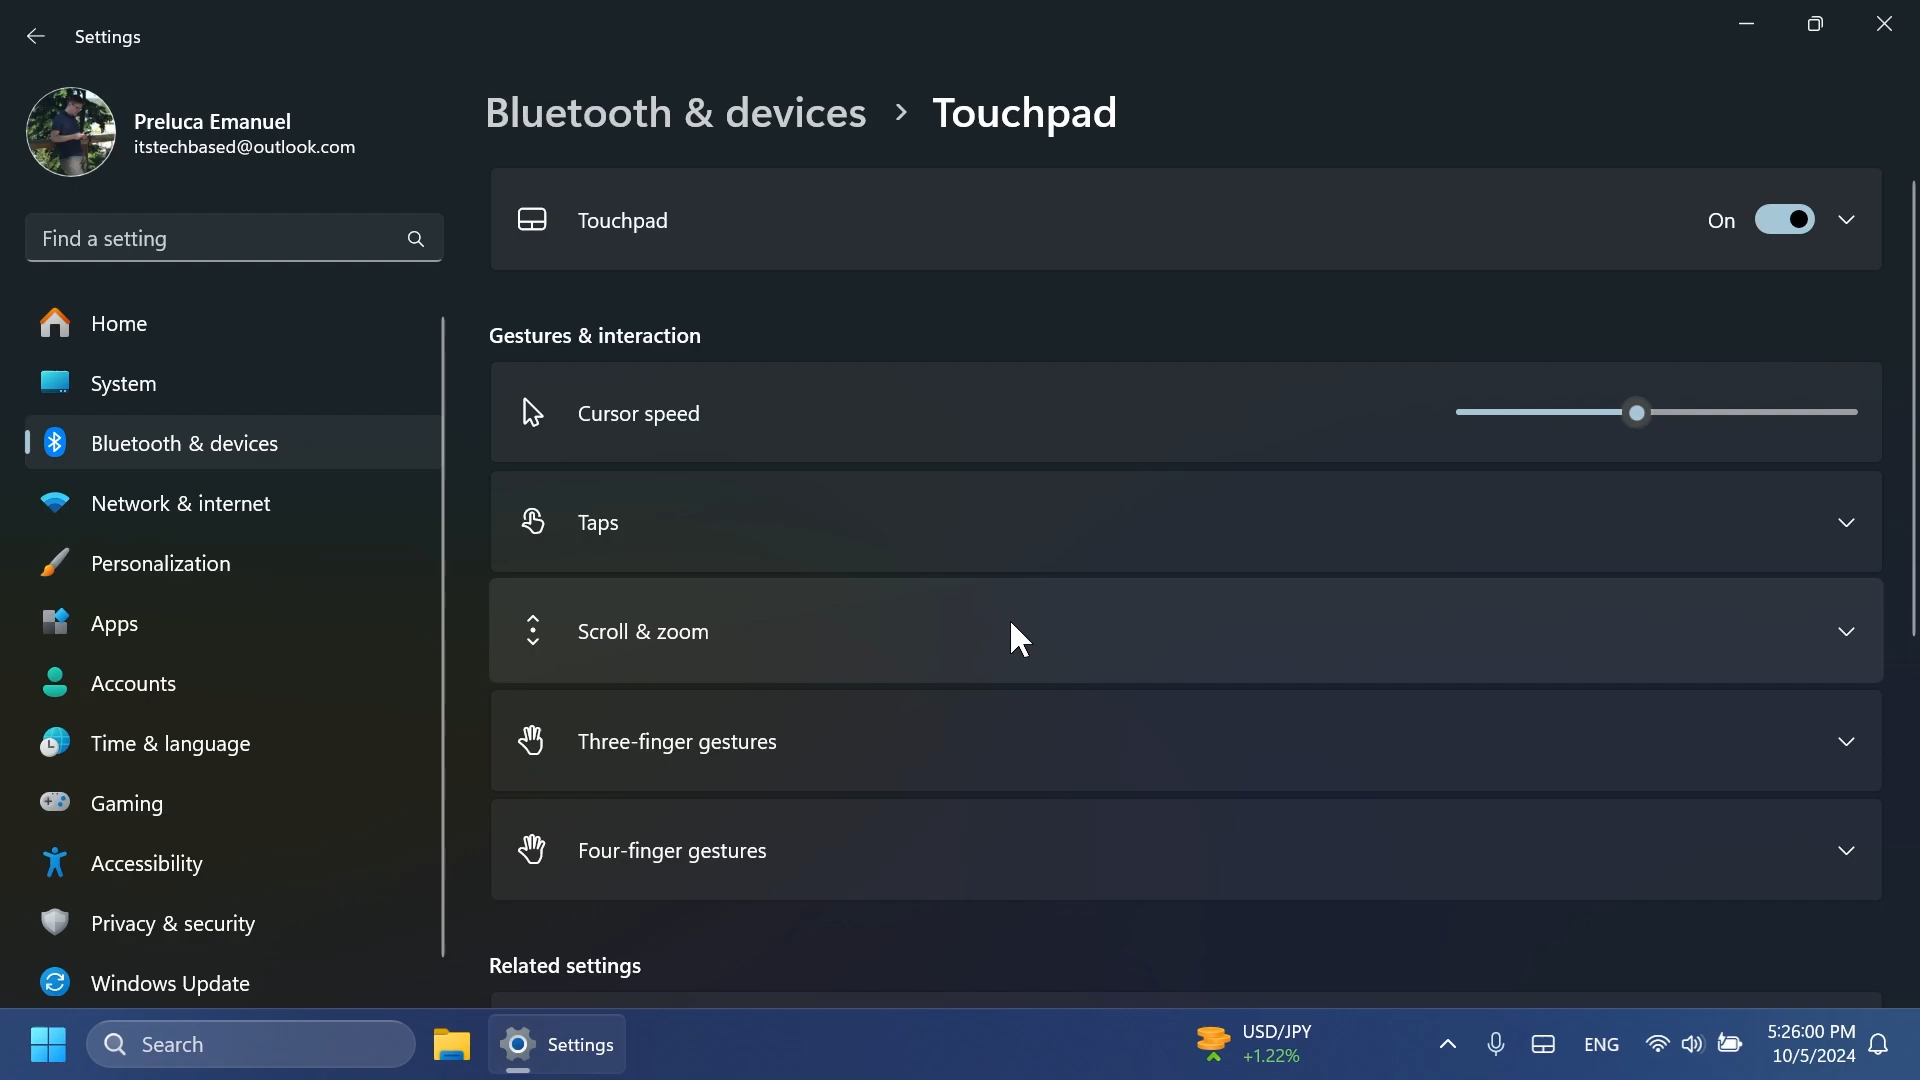 Settings
Preluca Emanuel
itstechbased@outlook.com
Find a setting
Home
System
Bluetooth & devices
Network & internet
Personalization
Apps
Accounts
Time & language
Gaming
Accessibility
Privacy & security
Windows Update
Bluetooth & devices > Touchpad
Touchpad On
Gestures & interaction
Cursor speed
Taps
Scroll & zoom
Three-finger gestures
Four-finger gestures
Related settings
Search
Settings
USD/JPY
+1.22%
ENG
5:26:00 PM
10/5/2024